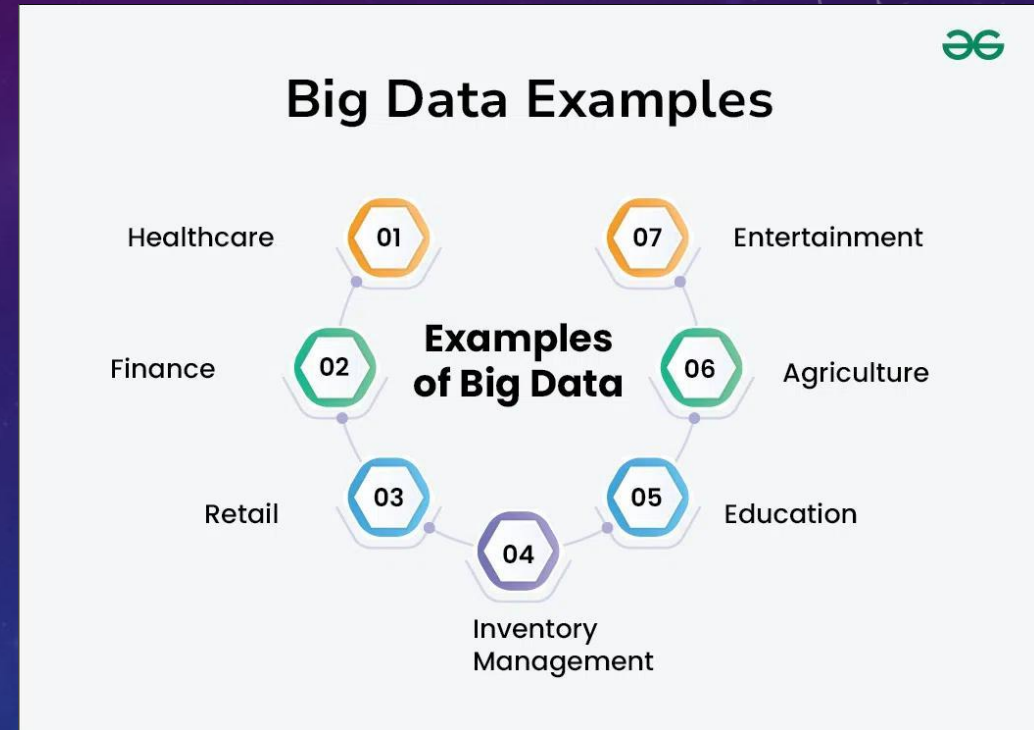 Big Data Examples
Healthcare
01
Finance
02
Retail
03
04
Inventory
Management
05
Education
06
Agriculture
07
Entertainment
Examples
of Big Data